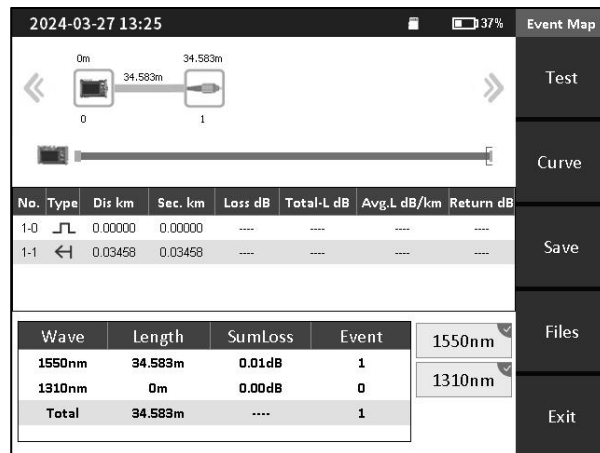 2024-03-27 13:25 37% Event Map
0m 34.583m
34.583m
0 1
Test
Curve
No. Type Dis km Sec. km Loss dB Total-L dB Avg.L dB/km Return dB
1-0 0.00000 0.00000 ---- ---- ---- ----
1-1 0.03458 0.03458 ---- ---- ---- ----
Save
Wave Length SumLoss Event
1550nm 34.583m 0.01dB 1
1310nm 0m 0.00dB 0
Total 34.583m ---- 1
1550nm
1310nm
Files
Exit